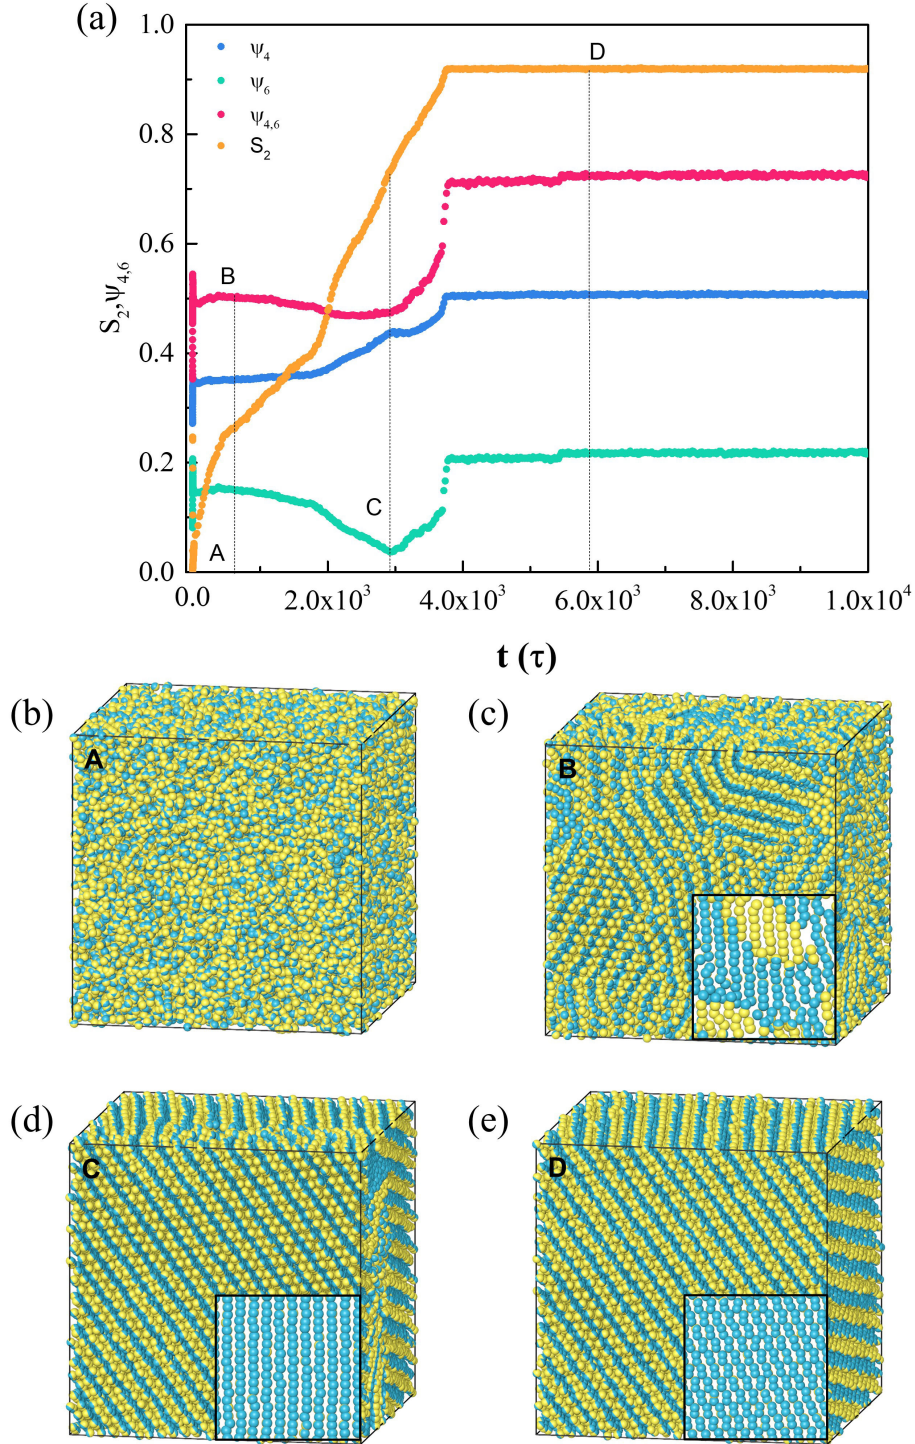 (a)
1.0
0.8
0.6
0.4
0.2
0.0
S₂,ψ₄,₆
ψ₄
ψ₆
ψ₄,₆
S₂
A
B
C
D
0.0 2.0x10³ 4.0x10³ 6.0x10³ 8.0x10³ 1.0x10⁴
t (τ)
(b)
A
(c)
B
(d)
C
(e)
D